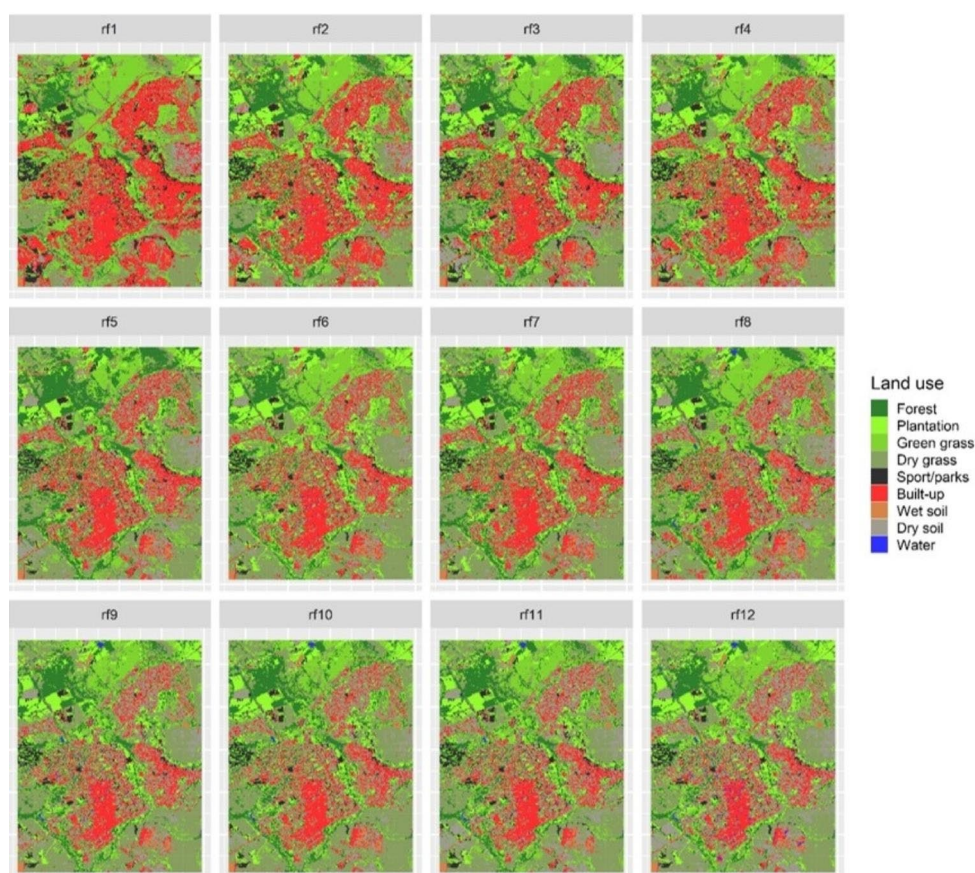 rf1
rf2
rf3
rf4
rf5
rf6
rf7
rf8
Land use
Forest
Plantation
Green grass
Dry grass
Sport/parks
Built-up
Wet soil
Dry soil
Water
rf9
rf10
rf11
rf12